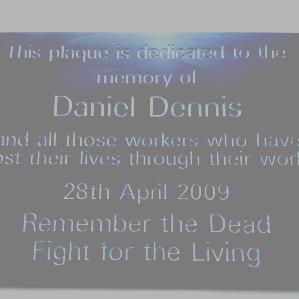 This plaque is dedicated to the
memory of
Daniel Dennis
and all those workers who have
ost their lives through their work
28th April 2009
Remember the Dead
Fight for the Living